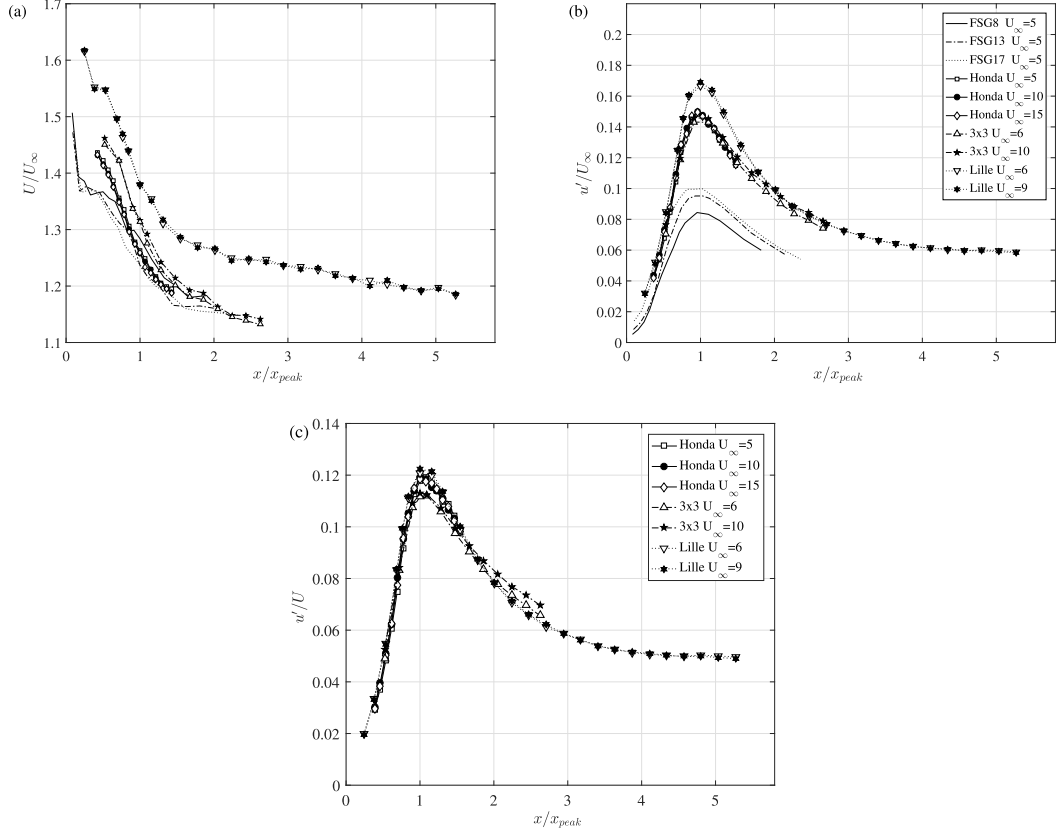 (a)
1.7
1.6
1.5
1.4
1.3
1.2
1.1
U/U∞
0 1 2 3 4 5
x/x_peak
(b)
0.2
0.18
0.16
0.14
0.12
0.1
0.08
0.06
0.04
0.02
0
u'/U∞
0 1 2 3 4 5
x/x_peak
FSG8 U∞=5
FSG13 U∞=5
FSG17 U∞=5
Honda U∞=5
Honda U∞=10
Honda U∞=15
3x3 U∞=6
3x3 U∞=10
Lille U∞=6
Lille U∞=9
(c)
0.14
0.12
0.1
0.08
0.06
0.04
0.02
0
u'/U
0 1 2 3 4 5
x/x_peak
Honda U∞=5
Honda U∞=10
Honda U∞=15
3x3 U∞=6
3x3 U∞=10
Lille U∞=6
Lille U∞=9